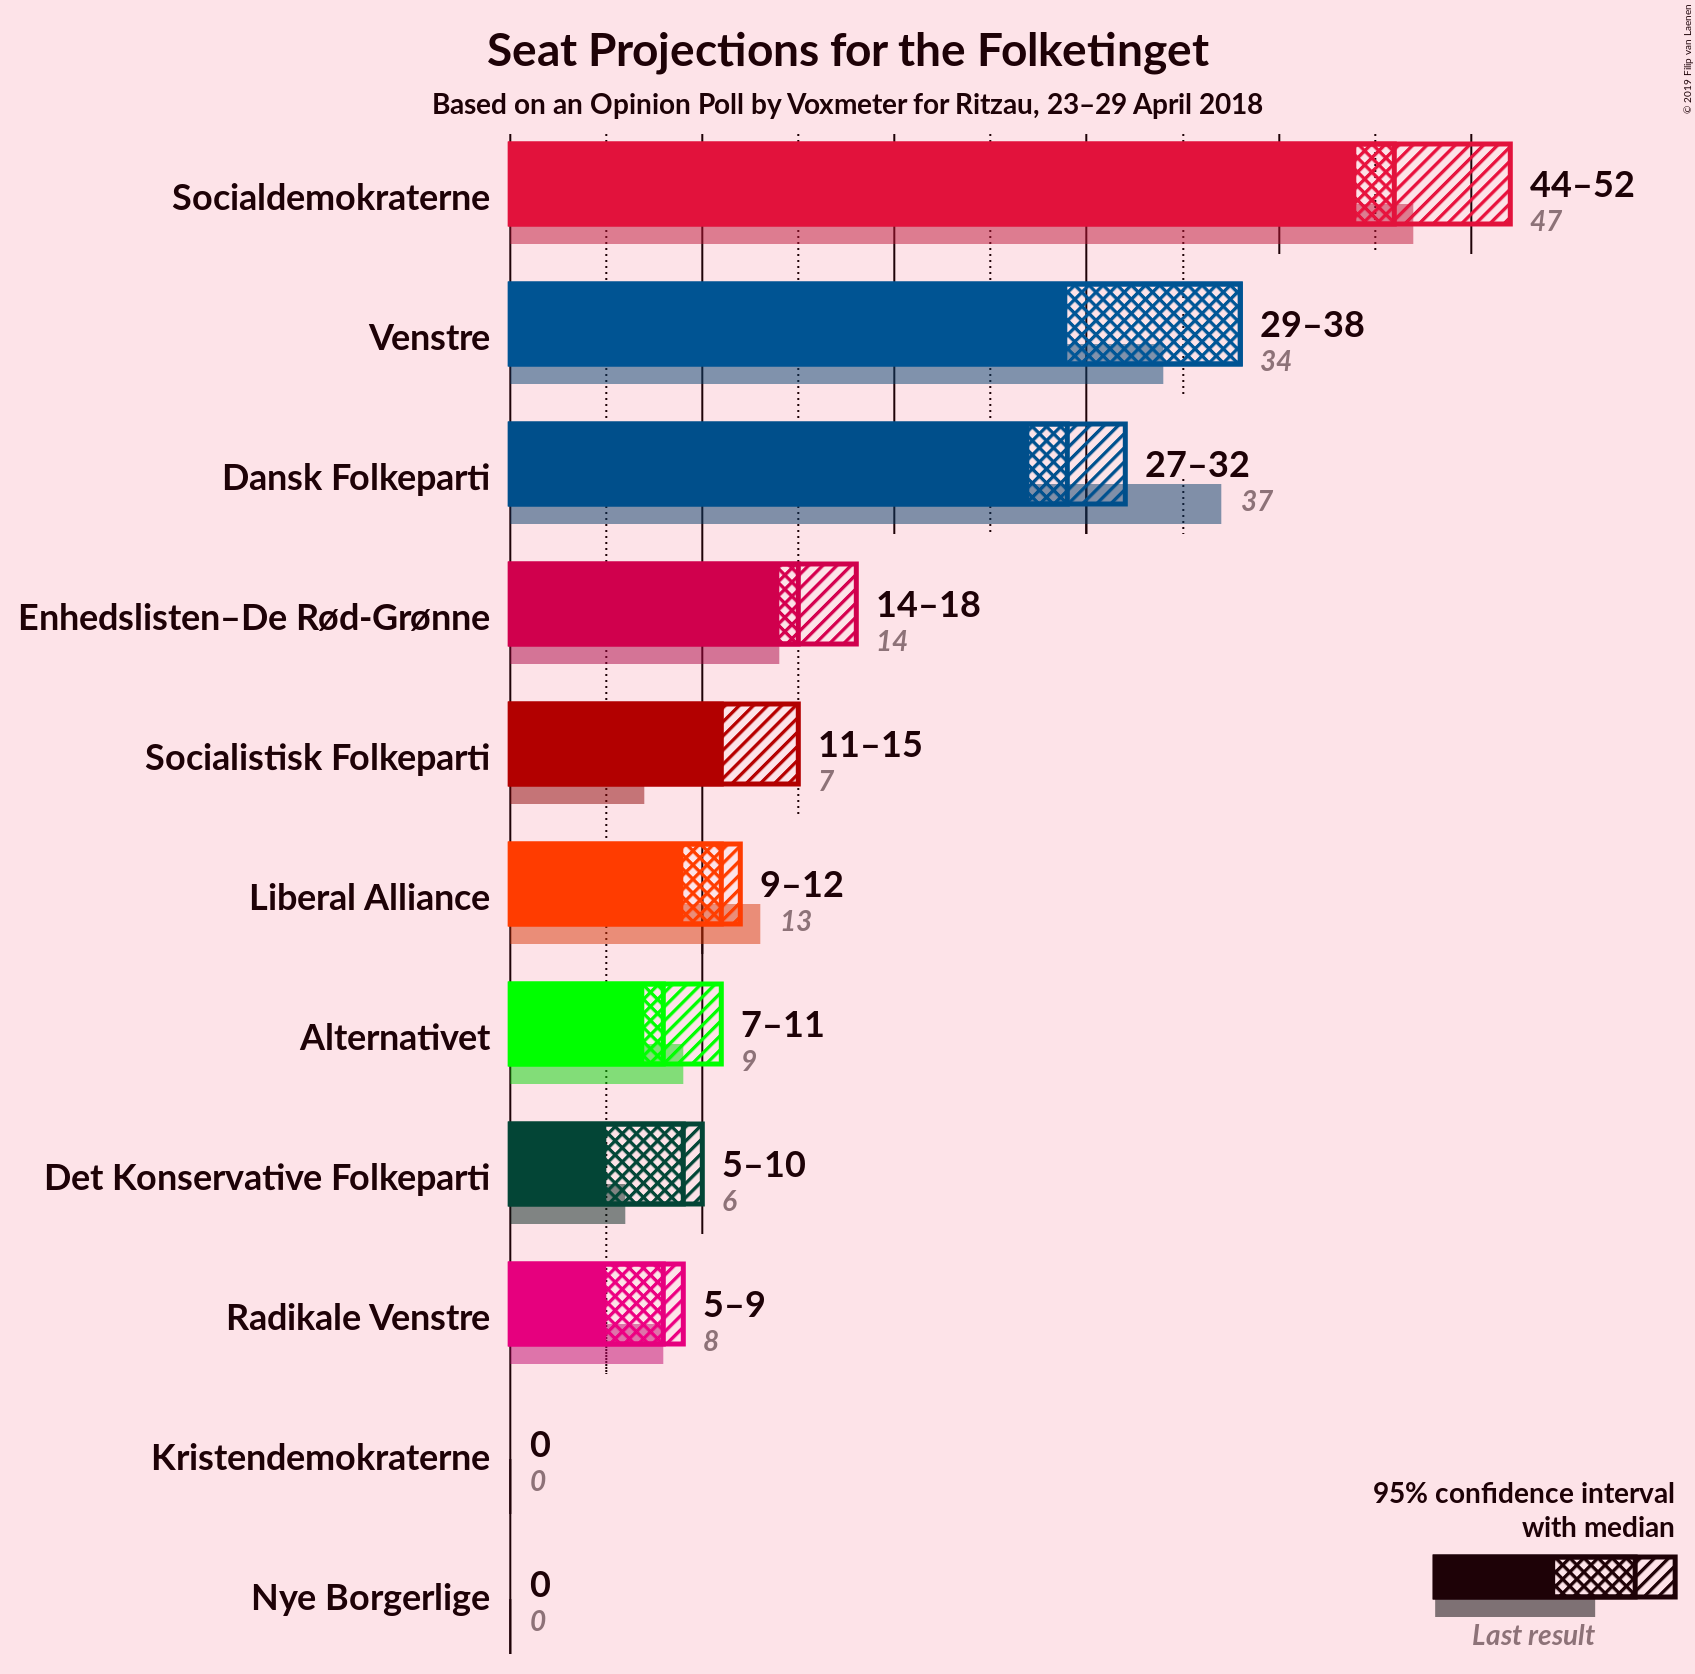 Seat Projections for the Folketinget
Based on an Opinion Poll by Voxmeter for Ritzau, 23–29 April 2018
© 2019 Filip van Laenen
Socialdemokraterne
44–52
47
Venstre
29–38
34
Dansk Folkeparti
27–32
37
Enhedslisten–De Rød-Grønne
14–18
14
Socialistisk Folkeparti
11–15
7
Liberal Alliance
9–12
13
Alternativet
7–11
9
Det Konservative Folkeparti
5–10
6
Radikale Venstre
5–9
8
Kristendemokraterne
0
0
Nye Borgerlige
0
0
95% confidence interval
with median
Last result